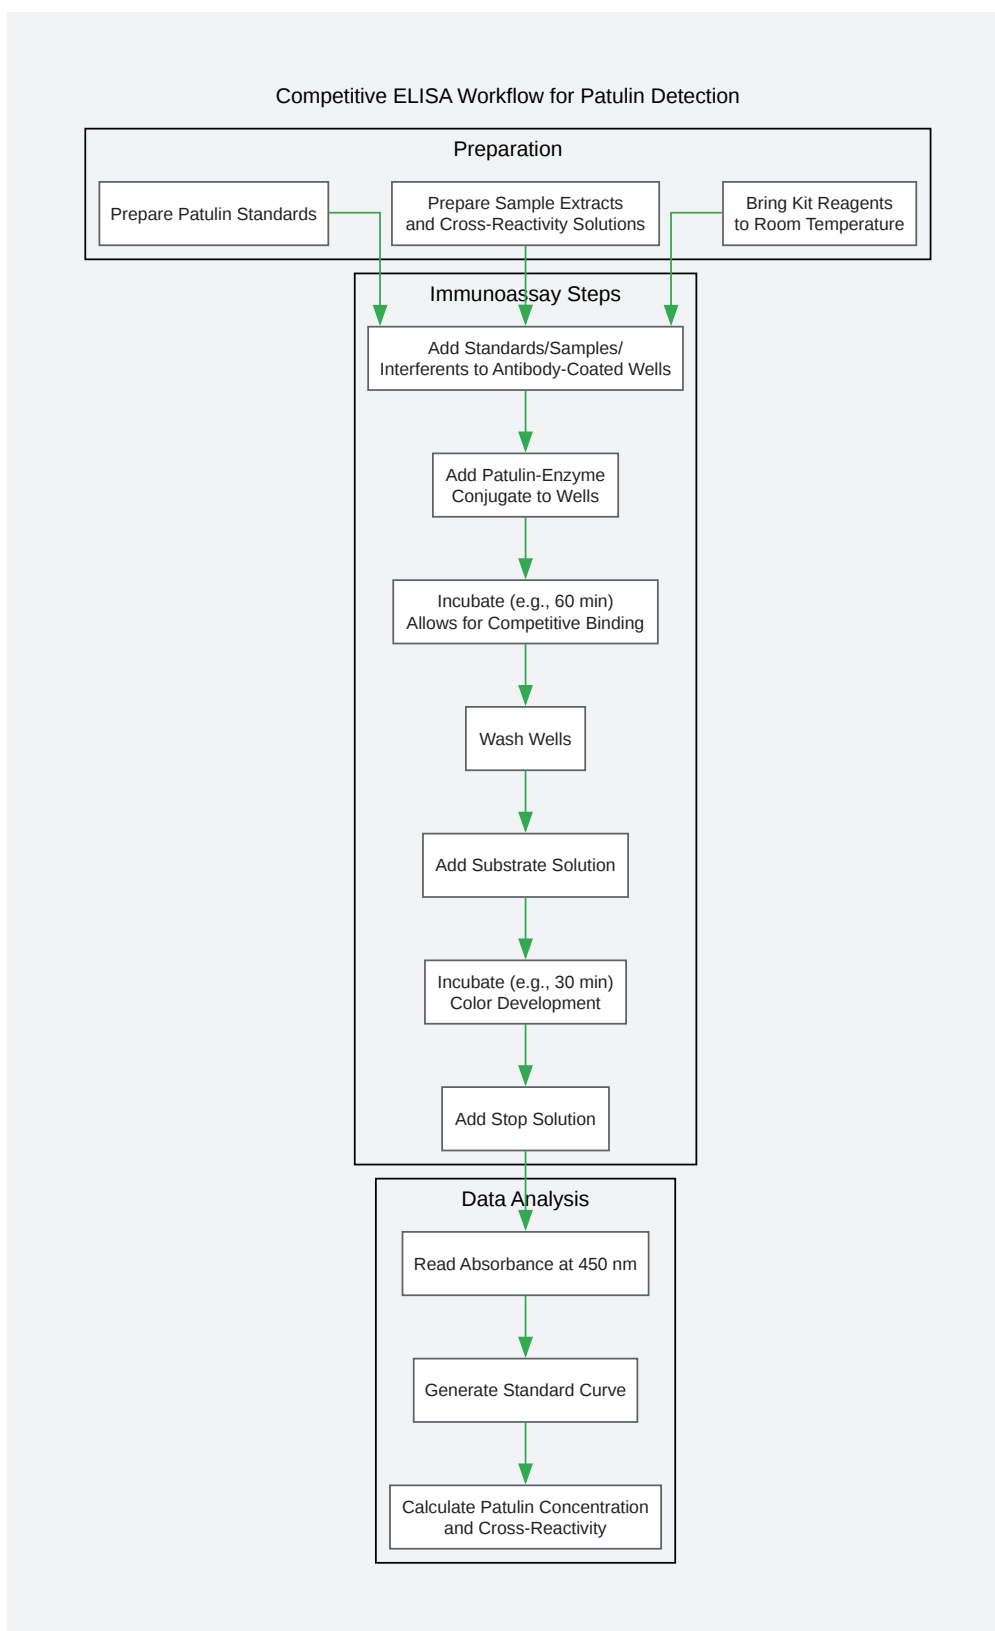 Competitive ELISA Workflow for Patulin Detection
Preparation
Prepare Patulin Standards
Prepare Sample Extracts
and Cross-Reactivity Solutions
Bring Kit Reagents
to Room Temperature
Immunoassay Steps
Add Standards/Samples/
Interferents to Antibody-Coated Wells
Add Patulin-Enzyme
Conjugate to Wells
Incubate (e.g., 60 min)
Allows for Competitive Binding
Wash Wells
Add Substrate Solution
Incubate (e.g., 30 min)
Color Development
Add Stop Solution
Data Analysis
Read Absorbance at 450 nm
Generate Standard Curve
Calculate Patulin Concentration
and Cross-Reactivity